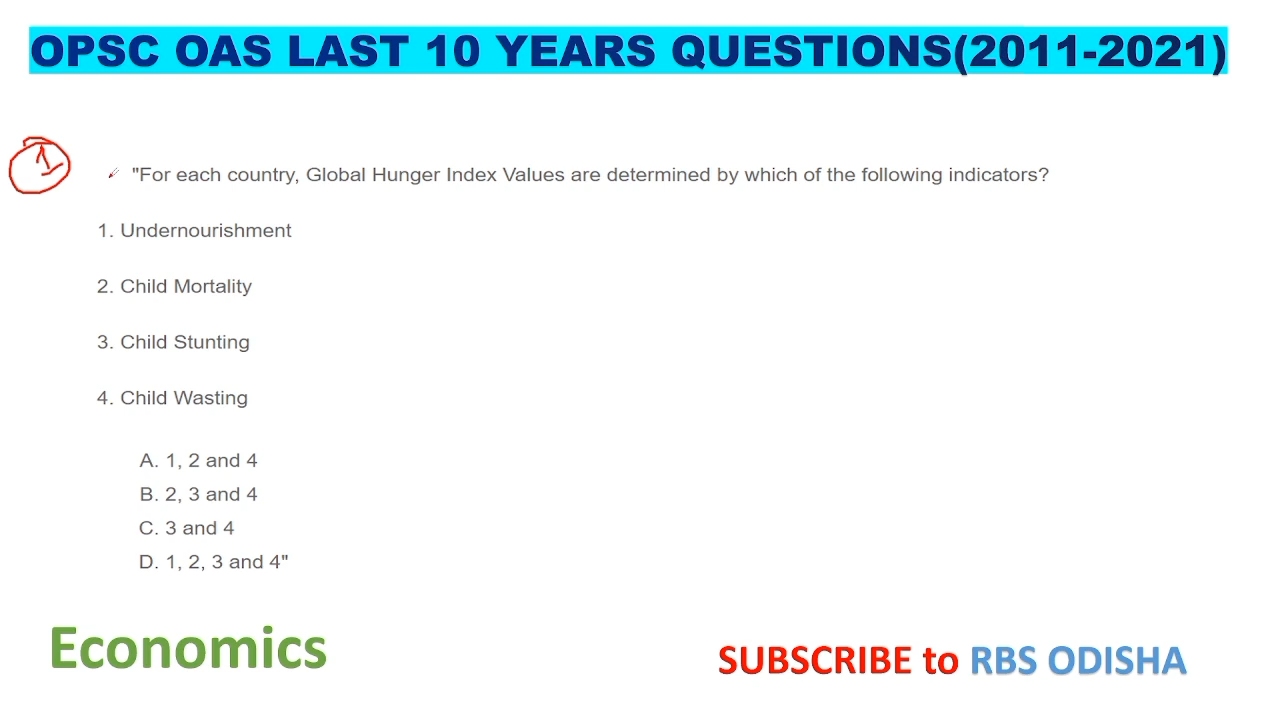 OPSC OAS LAST 10 YEARS QUESTIONS(2011-2021)
"For each country, Global Hunger Index Values are determined by which of the following indicators?
1. Undernourishment
2. Child Mortality
3. Child Stunting
4. Child Wasting
A. 1, 2 and 4
B. 2, 3 and 4
C. 3 and 4
D. 1, 2, 3 and 4"
Economics
SUBSCRIBE to RBS ODISHA